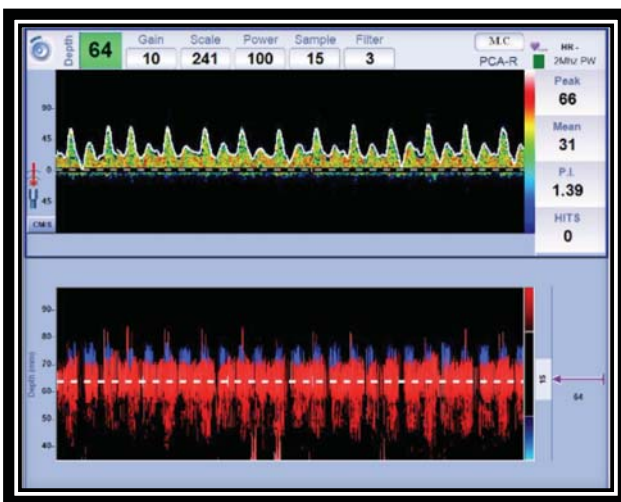 Depth 64 Gain 10 Scale 241 Power 100 Sample 15 Filter 3
M.C
PCA-R
HR -
2Mhz PW
Peak
66
Mean
31
P.I.
1.39
HITS
0
90
45
0
45
CM/S
Depth (mm)
90
80
70
60
50
40
15
64